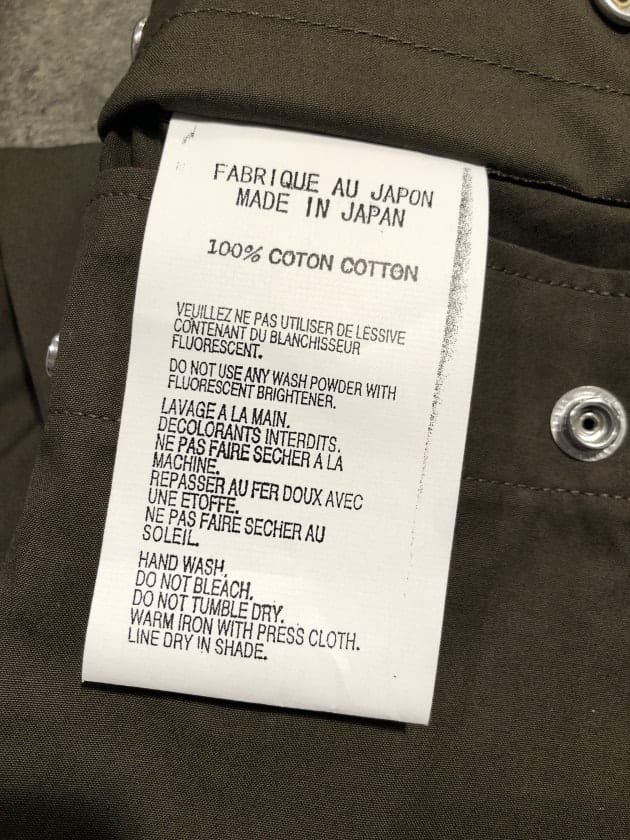 FABRIQUE AU JAPON
MADE IN JAPAN
100% COTON COTTON
VEUILLEZ NE PAS UTILISER DE LESSIVE
CONTENANT DU BLANCHISSEUR
FLUORESCENT.
DO NOT USE ANY WASH POWDER WITH
FLUORESCENT BRIGHTENER.
LAVAGE A LA MAIN.
DECOLORANTS INTERDITS.
NE PAS FAIRE SECHER A LA
MACHINE.
REPASSER AU FER DOUX AVEC
UNE ETOFFE.
NE PAS FAIRE SECHER AU
SOLEIL.
HAND WASH.
DO NOT BLEACH.
DO NOT TUMBLE DRY.
WARM IRON WITH PRESS CLOTH.
LINE DRY IN SHADE.